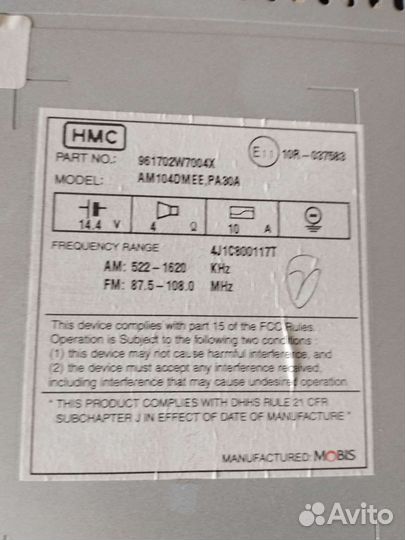 HMC
PART NO.: 961702W7004X E11 10R-037583
MODEL: AM104DMEE,PA30A
14.4 V 4 Ω 10 A
FREQUENCY RANGE 4J1C800117T
AM: 522-1620 KHz
FM: 87.5-108.0 MHz
This device complies with part 15 of the FCC Rules.
Operation is Subject to the following two conditions :
(1) this device may not cause harmful interference, and
(2) the device must accept any interference received,
including interference that may cause undesired operation.
" THIS PRODUCT COMPLIES WITH DHHS RULE 21 CFR
SUBCHAPTER J IN EFFECT OF DATE OF MANUFACTURE "
MANUFACTURED: MOBIS
Avito